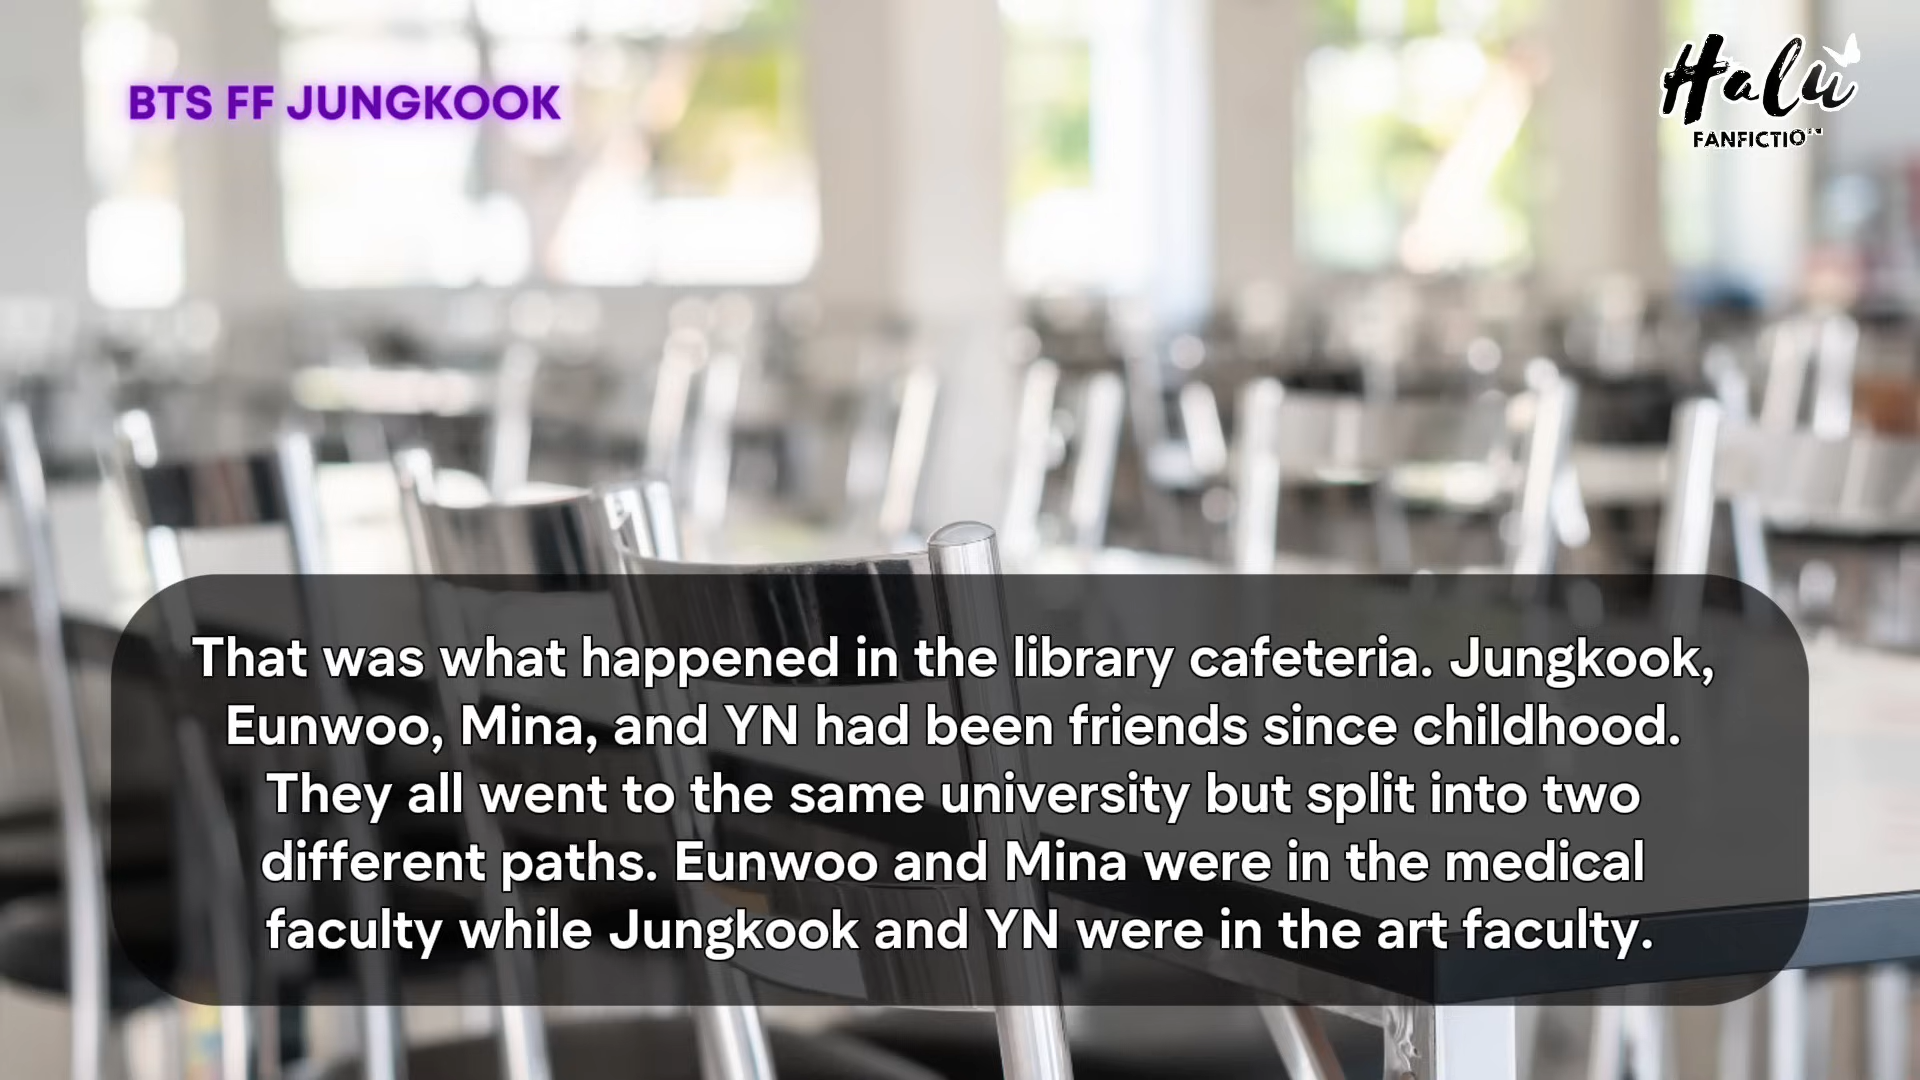 BTS FF JUNGKOOK
Halu
FANFICTION
That was what happened in the library cafeteria. Jungkook,
Eunwoo, Mina, and YN had been friends since childhood.
They all went to the same university but split into two
different paths. Eunwoo and Mina were in the medical
faculty while Jungkook and YN were in the art faculty.